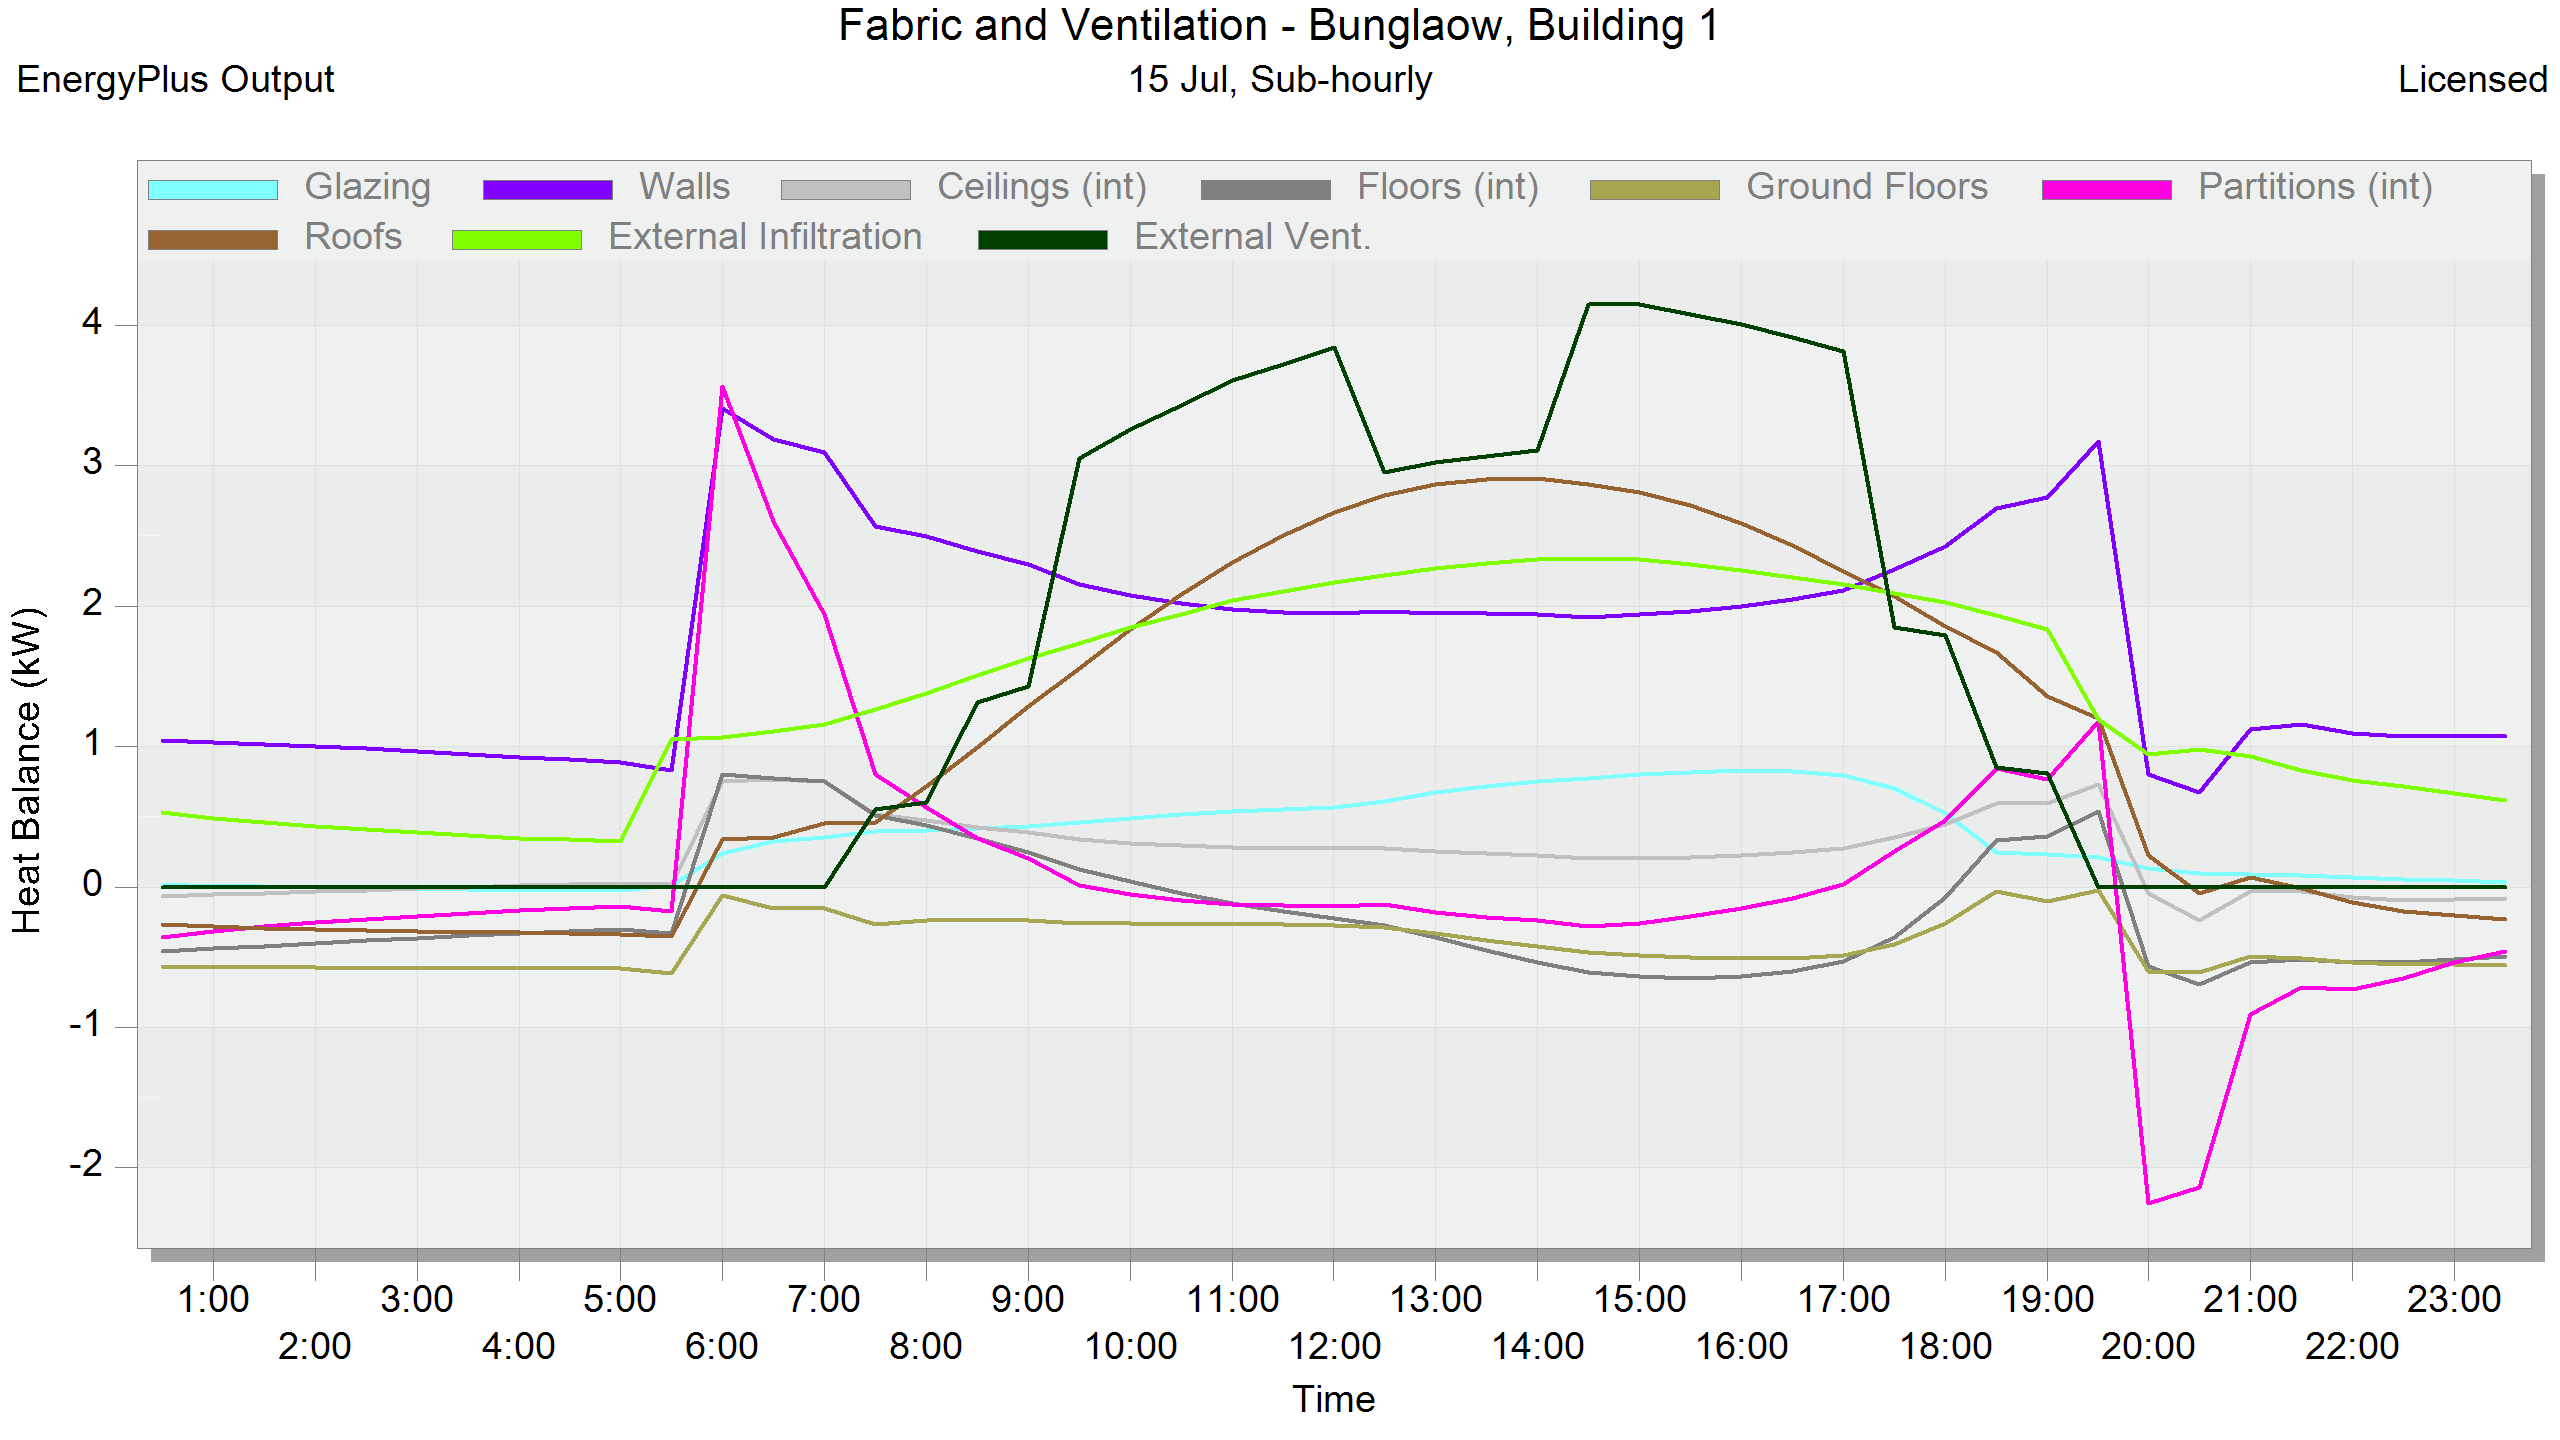 Fabric and Ventilation - Bunglaow, Building 1
EnergyPlus Output 15 Jul, Sub-hourly Licensed
Glazing Walls Ceilings (int) Floors (int) Ground Floors Partitions (int)
Roofs External Infiltration External Vent.
4
3
2
1
0
-1
-2
Heat Balance (kW)
1:00 3:00 5:00 7:00 9:00 11:00 13:00 15:00 17:00 19:00 21:00 23:00
2:00 4:00 6:00 8:00 10:00 12:00 14:00 16:00 18:00 20:00 22:00
Time